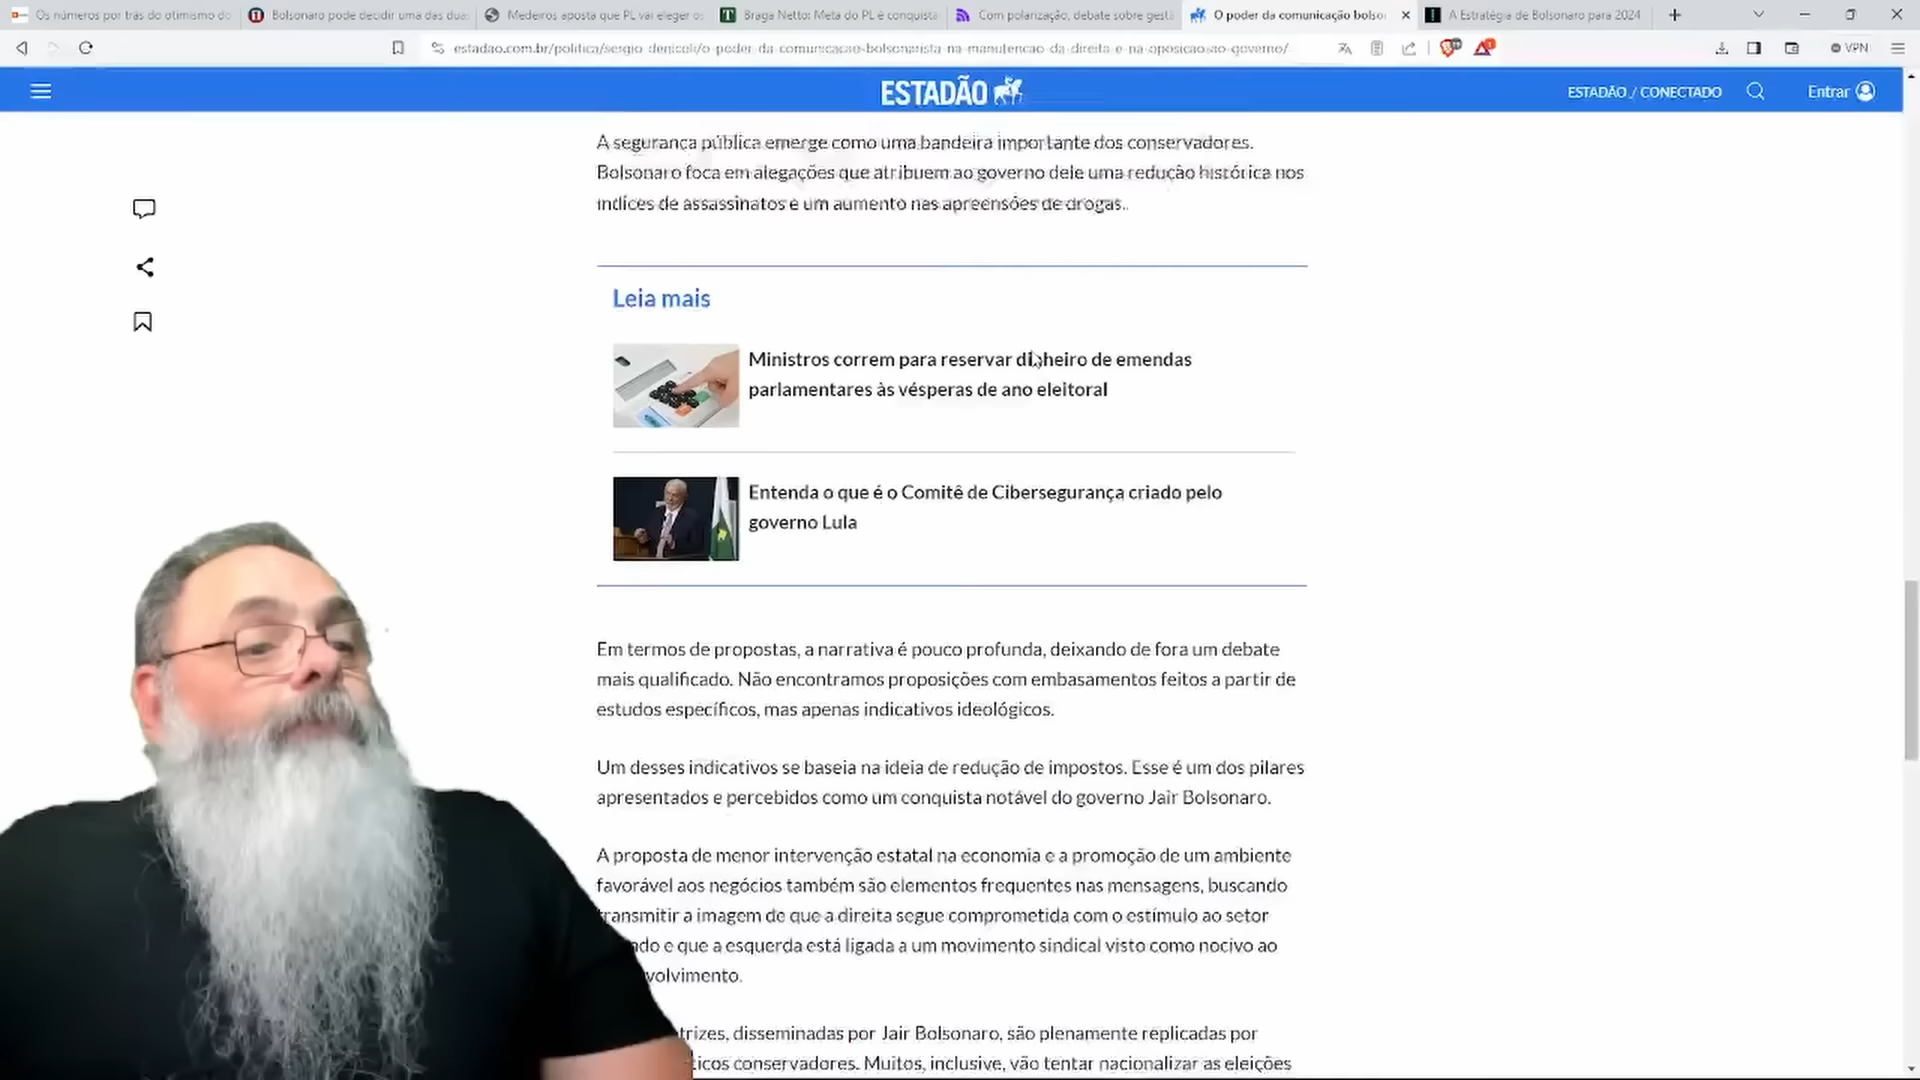 Os números por trás do otimismo do
Bolsonaro pode decidir uma das dua
Medeiros aposta que PL vai eleger os
Braga Netto: Meta do PL é conquista
Com polarização, debate sobre gestã
O poder da comunicação bolso
A Estratégia de Bolsonaro para 2024
estadao.com.br/politica/sergio-denicoli/o-poder-da-comunicacao-bolsonarista-na-manutencao-da-direita-e-na-oposicao-ao-governo/
VPN
ESTADÃO
ESTADÃO / CONECTADO
Entrar
A segurança pública emerge como uma bandeira importante dos conservadores.
Bolsonaro foca em alegações que atribuem ao governo dele uma redução histórica nos
índices de assassinatos e um aumento nas apreensões de drogas.
Leia mais
Ministros correm para reservar dinheiro de emendas
parlamentares às vésperas de ano eleitoral
Entenda o que é o Comitê de Cibersegurança criado pelo
governo Lula
Em termos de propostas, a narrativa é pouco profunda, deixando de fora um debate
mais qualificado. Não encontramos proposições com embasamentos feitos a partir de
estudos específicos, mas apenas indicativos ideológicos.
Um desses indicativos se baseia na ideia de redução de impostos. Esse é um dos pilares
apresentados e percebidos como um conquista notável do governo Jair Bolsonaro.
A proposta de menor intervenção estatal na economia e a promoção de um ambiente
favorável aos negócios também são elementos frequentes nas mensagens, buscando
transmitir a imagem de que a direita segue comprometida com o estímulo ao setor
ado e que a esquerda está ligada a um movimento sindical visto como nocivo ao
volvimento.
trizes, disseminadas por Jair Bolsonaro, são plenamente replicadas por
ticos conservadores. Muitos, inclusive, vão tentar nacionalizar as eleições